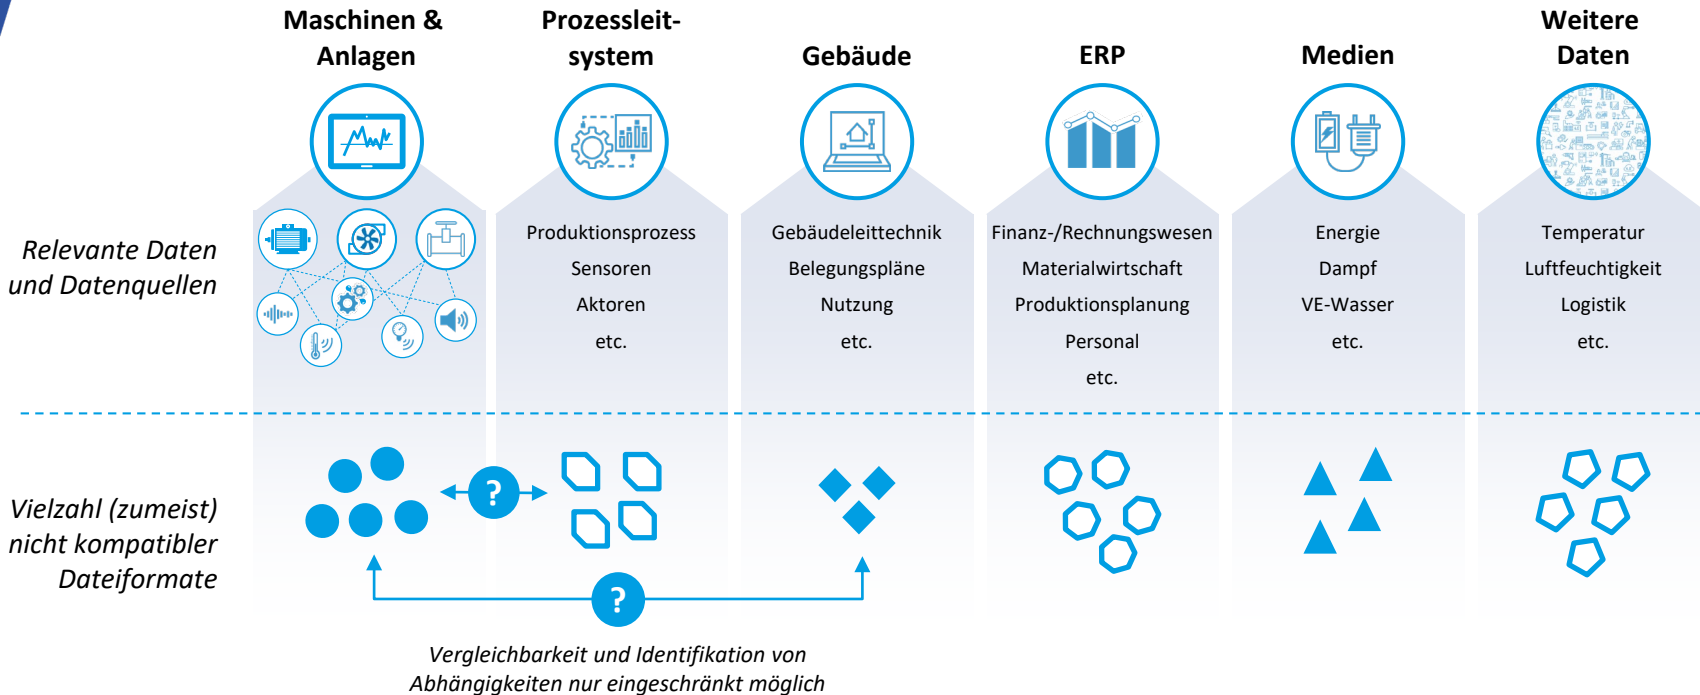 Maschinen &
Anlagen
Prozessleit-
system
Gebäude
ERP
Medien
Weitere
Daten
Relevante Daten
und Datenquellen
Produktionsprozess
Sensoren
Aktoren
etc.
Gebäudeleittechnik
Belegungspläne
Nutzung
etc.
Finanz-/Rechnungswesen
Materialwirtschaft
Produktionsplanung
Personal
etc.
Energie
Dampf
VE-Wasser
etc.
Temperatur
Luftfeuchtigkeit
Logistik
etc.
Vielzahl (zumeist)
nicht kompatibler
Dateiformate
?
?
Vergleichbarkeit und Identifikation von
Abhängigkeiten nur eingeschränkt möglich